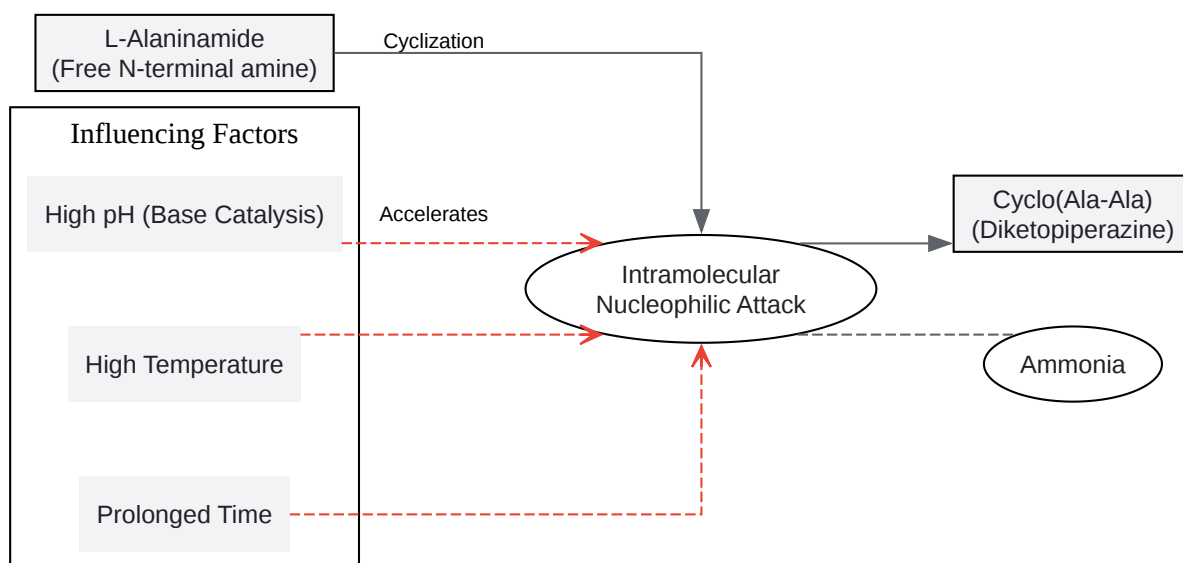 L-Alaninamide
(Free N-terminal amine)
Cyclization
Influencing Factors
High pH (Base Catalysis)
Accelerates
Cyclo(Ala-Ala)
(Diketopiperazine)
Intramolecular
Nucleophilic Attack
High Temperature
Ammonia
Prolonged Time